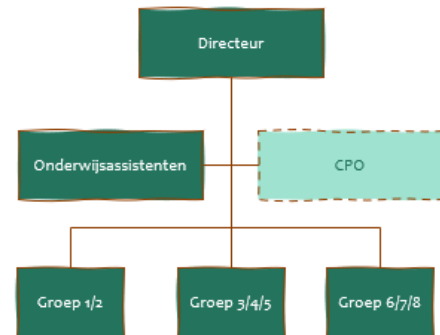 Directeur
Onderwijsassistenten
CPO
Groep 1/2
Groep 3/4/5
Groep 6/7/8